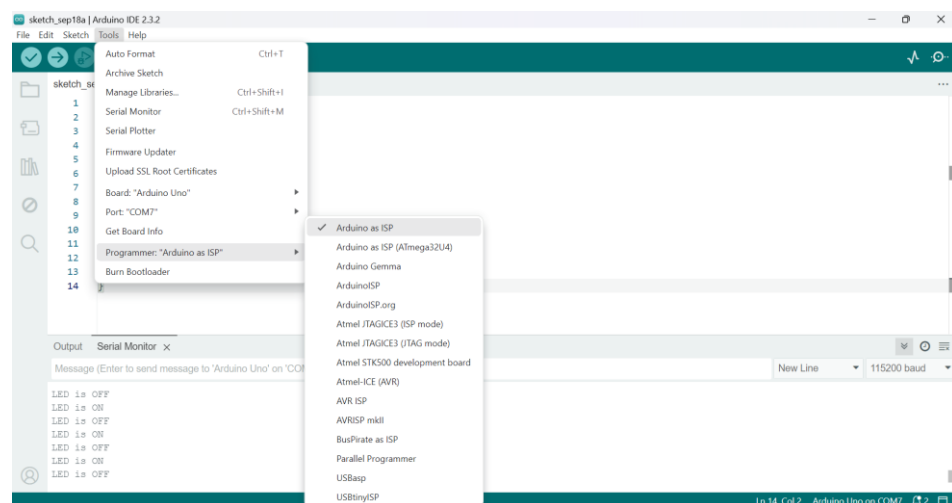 sketch_sep18a | Arduino IDE 2.3.2
File Edit Sketch Tools Help
Auto Format Ctrl+T
Archive Sketch
Manage Libraries... Ctrl+Shift+I
Serial Monitor Ctrl+Shift+M
Serial Plotter
Firmware Updater
Upload SSL Root Certificates
Board: "Arduino Uno"
Port: "COM7"
Get Board Info
Programmer: "Arduino as ISP"
Burn Bootloader
sketch_se
1
2
3
4
5
6
7
8
9
10
11
12
13
14 }
Arduino as ISP
Arduino as ISP (ATmega32U4)
Arduino Gemma
ArduinoISP
ArduinoISP.org
Atmel JTAGICE3 (ISP mode)
Atmel JTAGICE3 (JTAG mode)
Atmel STK500 development board
Atmel-ICE (AVR)
AVR ISP
AVRISP mkII
BusPirate as ISP
Parallel Programmer
USBasp
USBtinyISP
Output Serial Monitor
Message (Enter to send message to 'Arduino Uno' on 'COM
New Line 115200 baud
LED is OFF
LED is ON
LED is OFF
LED is ON
LED is OFF
LED is ON
LED is OFF
Ln 14, Col 2 Arduino Uno on COM7 2